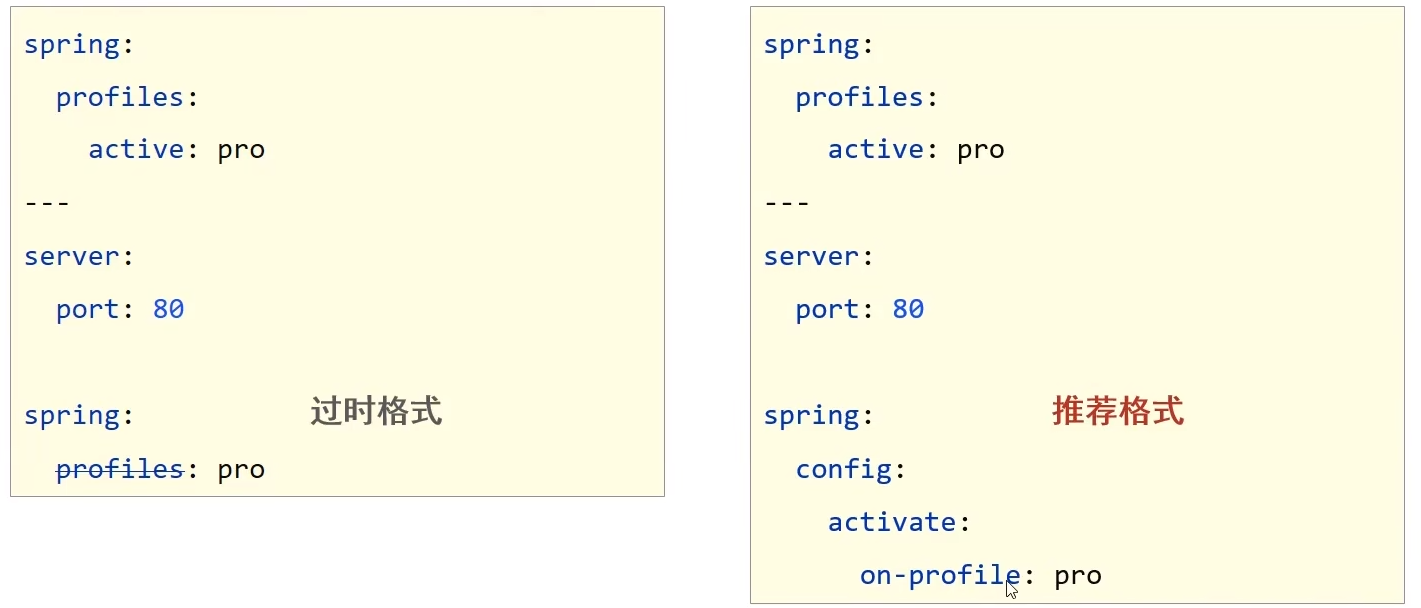 spring:
  profiles:
    active: pro
---
server:
  port: 80
spring:
过时格式
  profiles: pro
spring:
  profiles:
    active: pro
---
server:
  port: 80
spring:
推荐格式
  config:
    activate:
      on-profile: pro